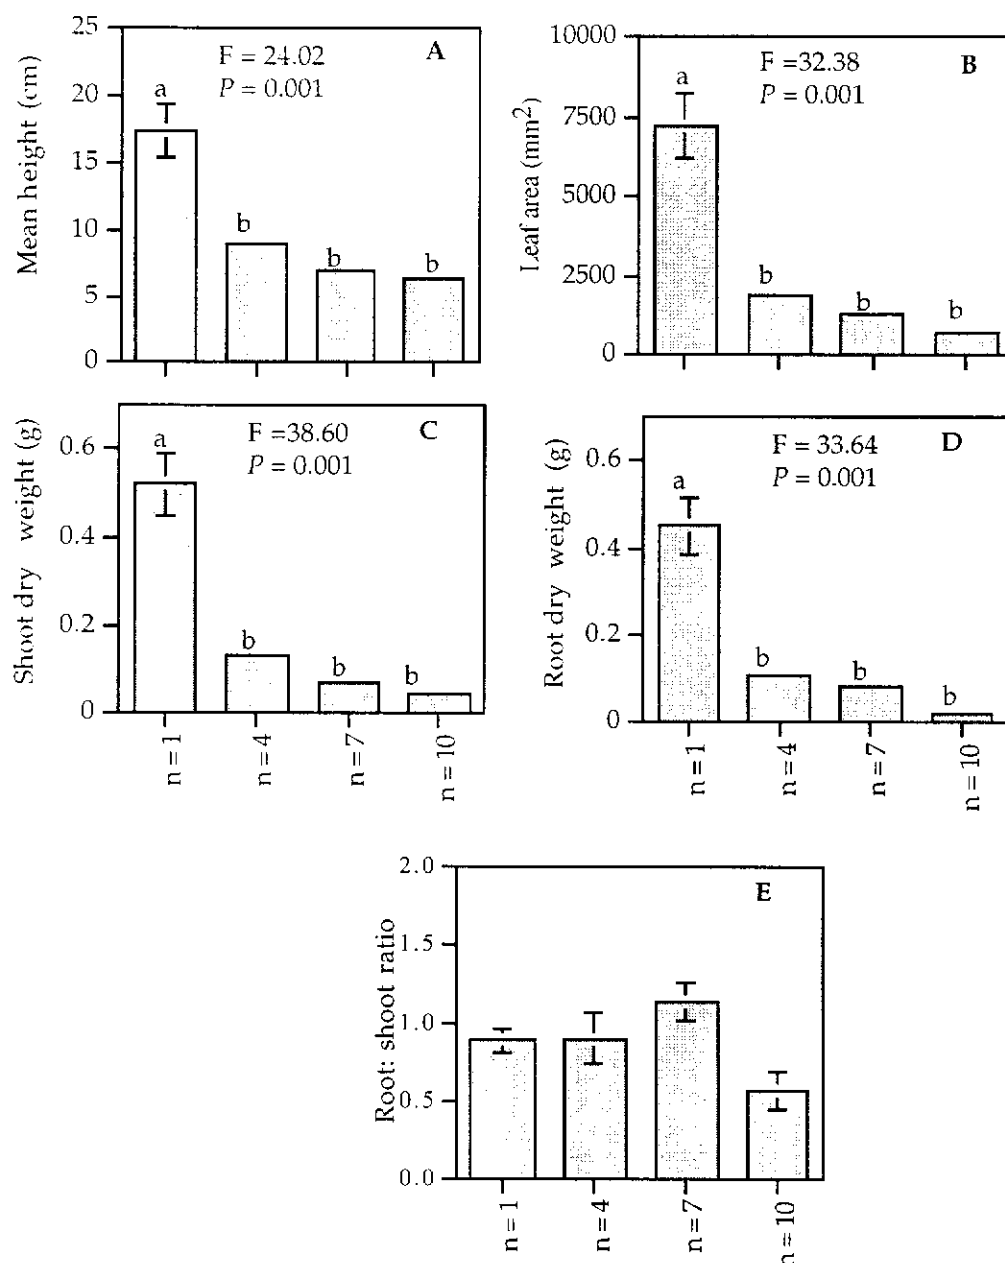 25
20
15
10
5
0
Mean height (cm)
F = 24.02
P = 0.001
A
a
b
b
b
10000
7500
5000
2500
0
Leaf area (mm²)
F =32.38
P = 0.001
B
a
b
b
b
0.6
0.4
0.2
0
Shoot dry weight (g)
F =38.60
P = 0.001
C
a
b
b
b
n = 1
n = 4
n = 7
n = 10
0.6
0.4
0.2
0
Root dry weight (g)
F = 33.64
P = 0.001
D
a
b
b
b
n = 1
n = 4
n = 7
n = 10
2.0
1.5
1.0
0.5
0.0
Root: shoot ratio
E
n = 1
n = 4
n = 7
n = 10